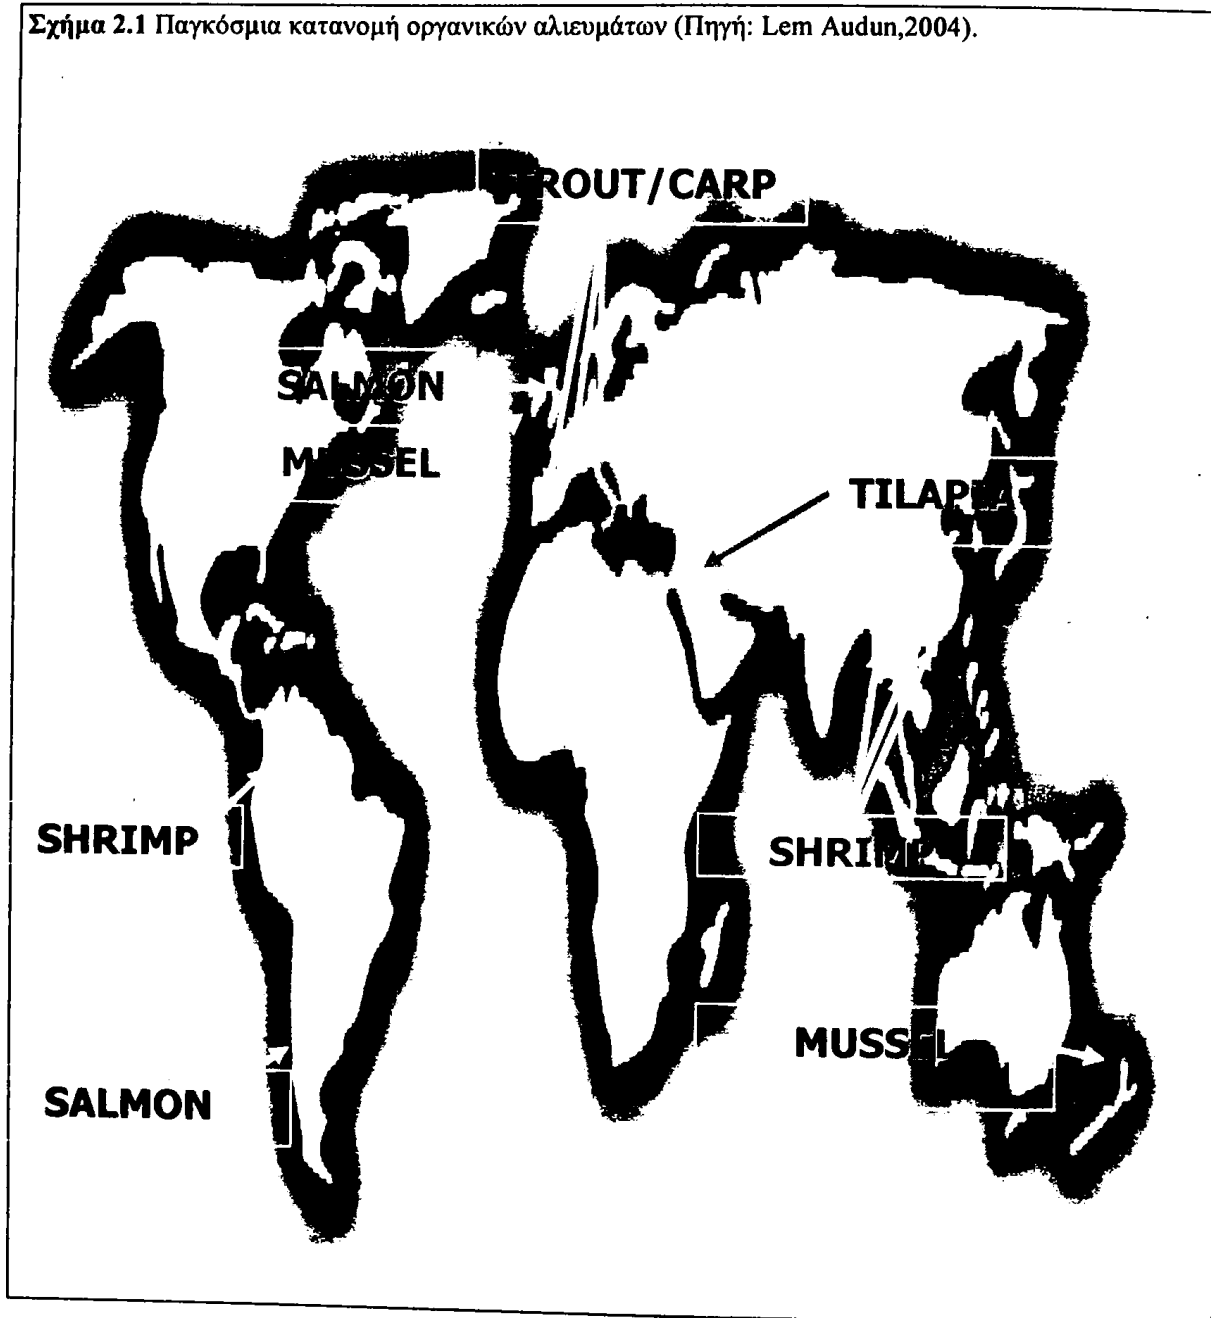 Σχήμα 2.1 Παγκόσμια κατανομή οργανικών αλιευμάτων (Πηγή: Lem Audun,2004).
TROUT/CARP
SALMON
MUSSEL
TILAPIA
SHRIMP
SHRIMP
MUSSEL
SALMON